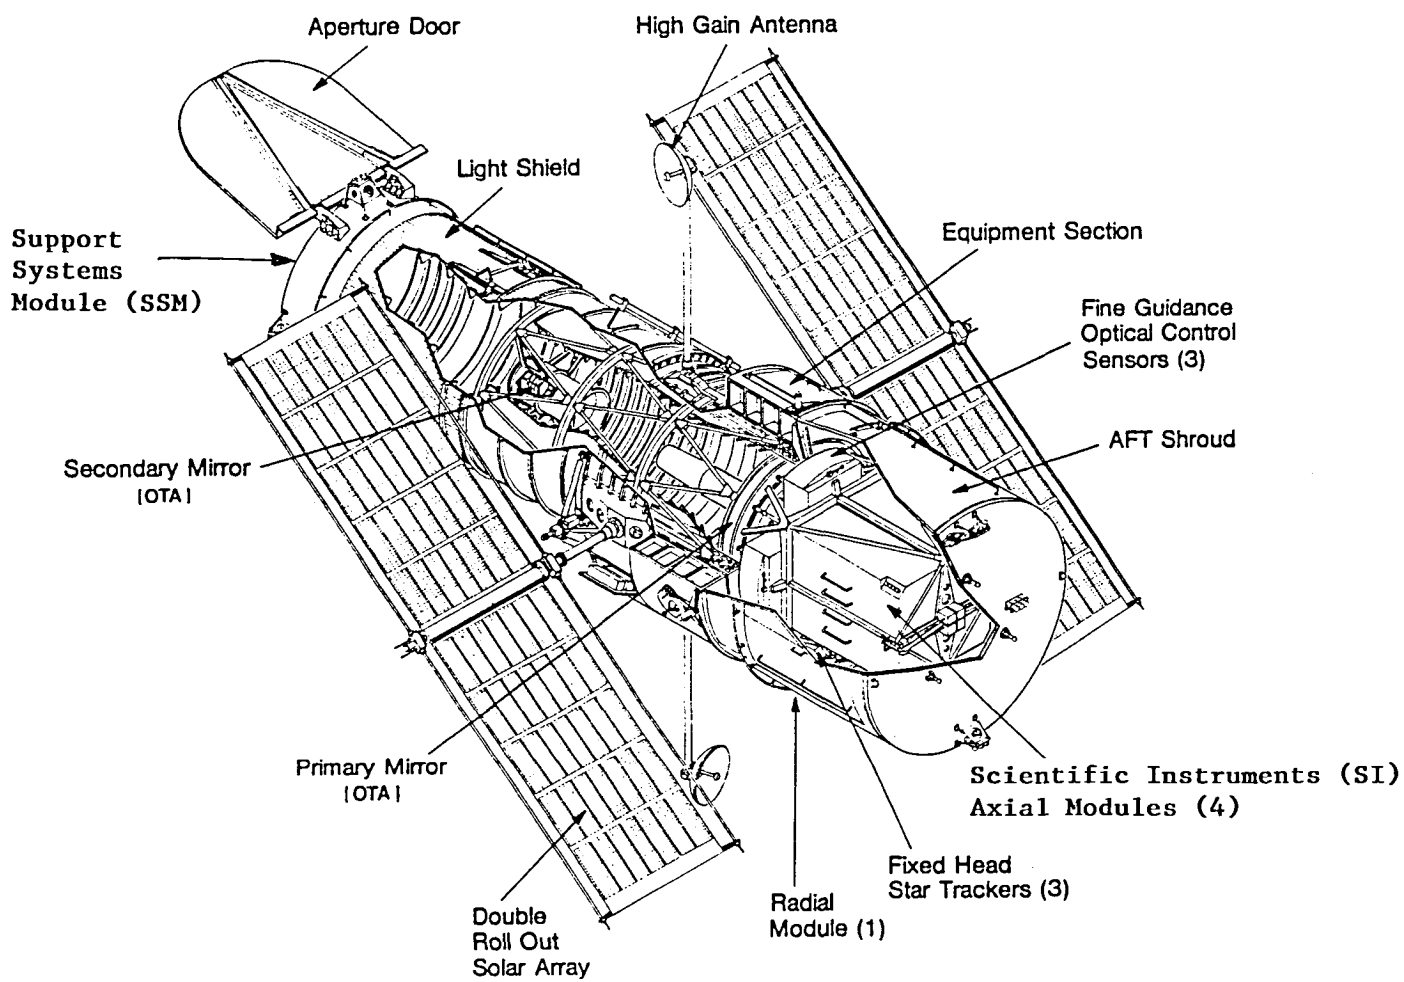 Aperture Door
High Gain Antenna
Light Shield
Support
Systems
Module (SSM)
Equipment Section
Fine Guidance
Optical Control
Sensors (3)
AFT Shroud
Secondary Mirror
(OTA)
Primary Mirror
(OTA)
Scientific Instruments (SI)
Axial Modules (4)
Fixed Head
Star Trackers (3)
Radial
Module (1)
Double
Roll Out
Solar Array